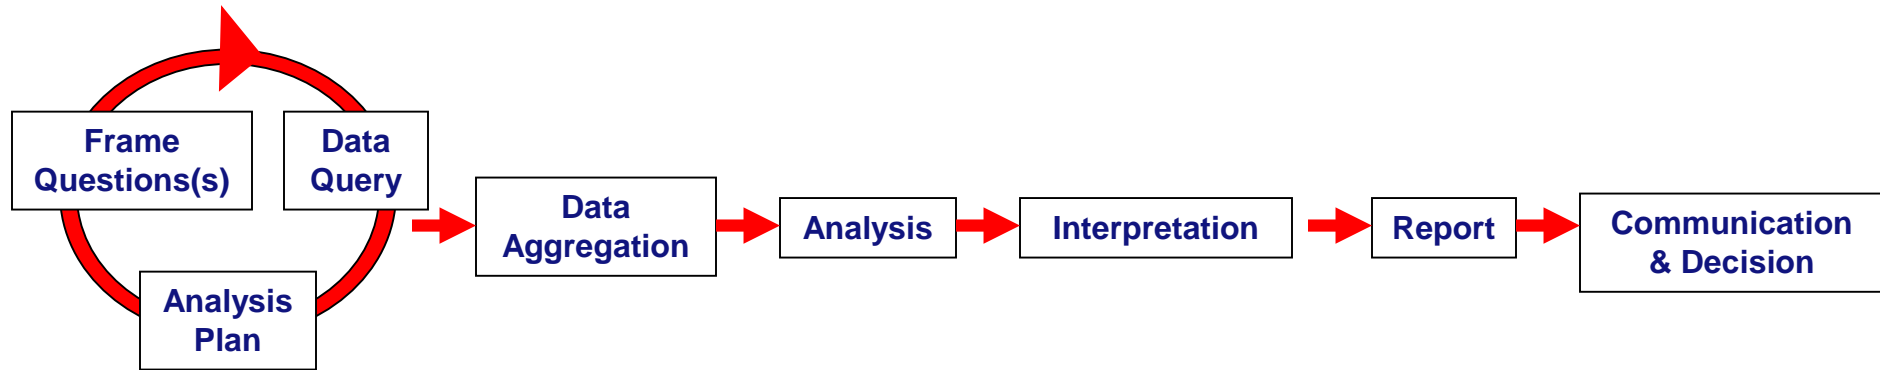 Frame
Questions(s)
Data
Query
Analysis
Plan
Data
Aggregation
Analysis
Interpretation
Report
Communication
& Decision